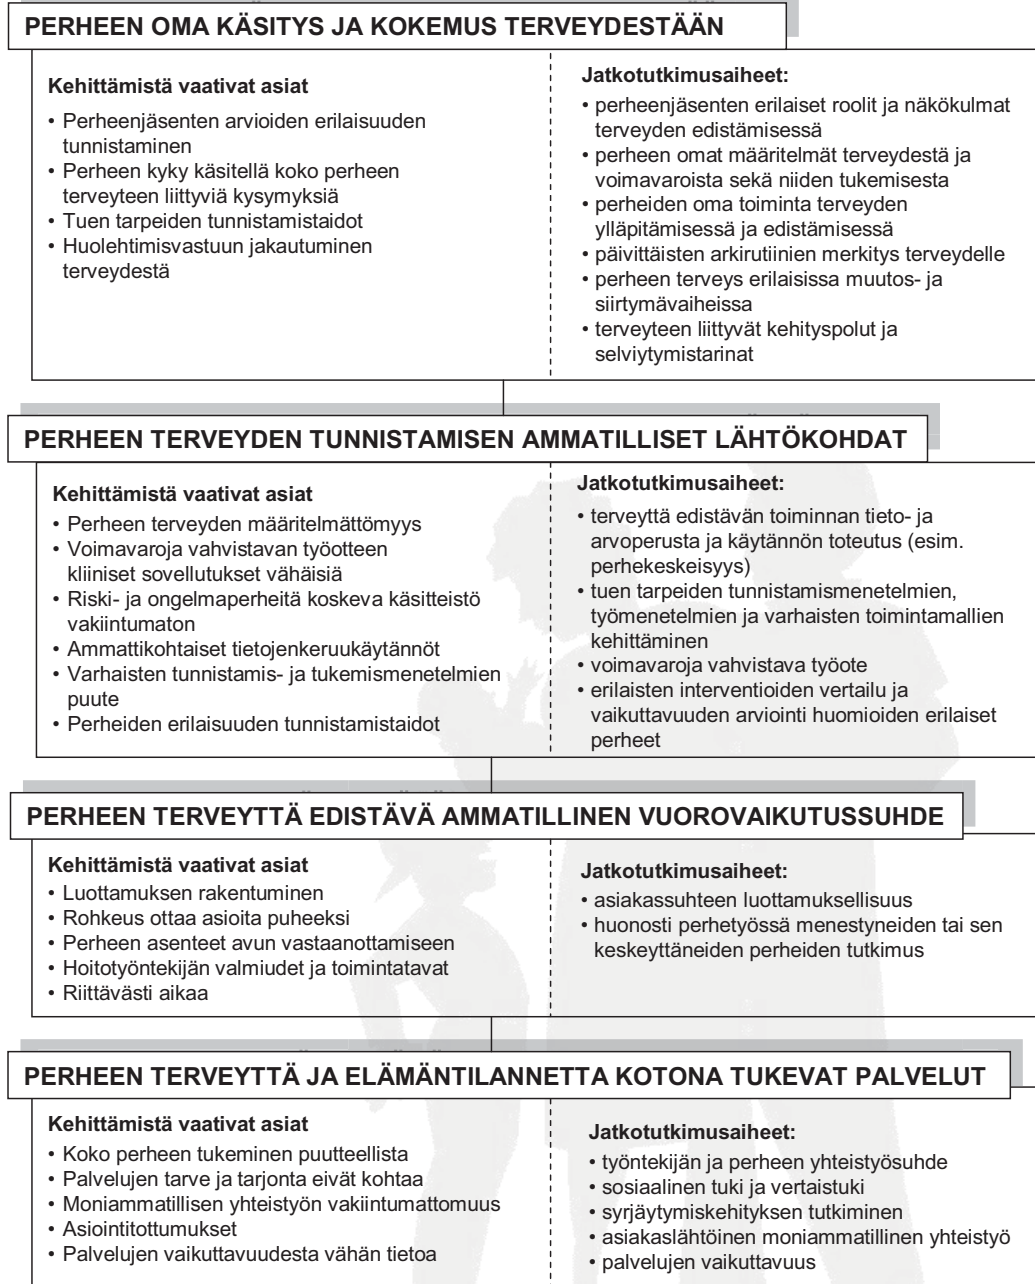 PERHEEN OMA KÄSITYS JA KOKEMUS TERVEYDESTÄÄN
Kehittämistä vaativat asiat
• Perheenjäsenten arvioiden erilaisuuden
tunnistaminen
• Perheen kyky käsitellä koko perheen
terveyteen liittyviä kysymyksiä
• Tuen tarpeiden tunnistamistaidot
• Huolehtimisvastuun jakautuminen
terveydestä
Jatkotutkimusaiheet:
• perheenjäsenten erilaiset roolit ja näkökulmat
terveyden edistämisessä
• perheen omat määritelmät terveydestä ja
voimavaroista sekä niiden tukemisesta
• perheiden oma toiminta terveyden
ylläpitämisessä ja edistämisessä
• päivittäisten arkirutiinien merkitys terveydelle
• perheen terveys erilaisissa muutos- ja
siirtymävaiheissa
• terveyteen liittyvät kehityspolut ja
selviytymistarinat
PERHEEN TERVEYDEN TUNNISTAMISEN AMMATILLISET LÄHTÖKOHDAT
Kehittämistä vaativat asiat
• Perheen terveyden määritelmättömyys
• Voimavaroja vahvistavan työotteen
kliiniset sovellutukset vähäisiä
• Riski- ja ongelmaperheitä koskeva käsitteistö
vakiintumaton
• Ammattikohtaiset tietojenkeruukäytännöt
• Varhaisten tunnistamis- ja tukemismenetelmien
puute
• Perheiden erilaisuuden tunnistamistaidot
Jatkotutkimusaiheet:
• terveyttä edistävän toiminnan tieto- ja
arvoperusta ja käytännön toteutus (esim.
perhekeskeisyys)
• tuen tarpeiden tunnistamismenetelmien,
työmenetelmien ja varhaisten toimintamallien
kehittäminen
• voimavaroja vahvistava työote
• erilaisten interventioiden vertailu ja
vaikuttavuuden arviointi huomioiden erilaiset
perheet
PERHEEN TERVEYTTÄ EDISTÄVÄ AMMATILLINEN VUOROVAIKUTUSSUHDE
Kehittämistä vaativat asiat
• Luottamuksen rakentuminen
• Rohkeus ottaa asioita puheeksi
• Perheen asenteet avun vastaanottamiseen
• Hoitotyöntekijän valmiudet ja toimintatavat
• Riittävästi aikaa
Jatkotutkimusaiheet:
• asiakassuhteen luottamuksellisuus
• huonosti perhetyössä menestyneiden tai sen
keskeyttäneiden perheiden tutkimus
PERHEEN TERVEYTTÄ JA ELÄMÄNTILANNETTA KOTONA TUKEVAT PALVELUT
Kehittämistä vaativat asiat
• Koko perheen tukeminen puutteellista
• Palvelujen tarve ja tarjonta eivät kohtaa
• Moniammatillisen yhteistyön vakiintumattomuus
• Asiointitottumukset
• Palvelujen vaikuttavuudesta vähän tietoa
Jatkotutkimusaiheet:
• työntekijän ja perheen yhteistyösuhde
• sosiaalinen tuki ja vertaistuki
• syrjäytymiskehityksen tutkiminen
• asiakaslähtöinen moniammatillinen yhteistyö
• palvelujen vaikuttavuus